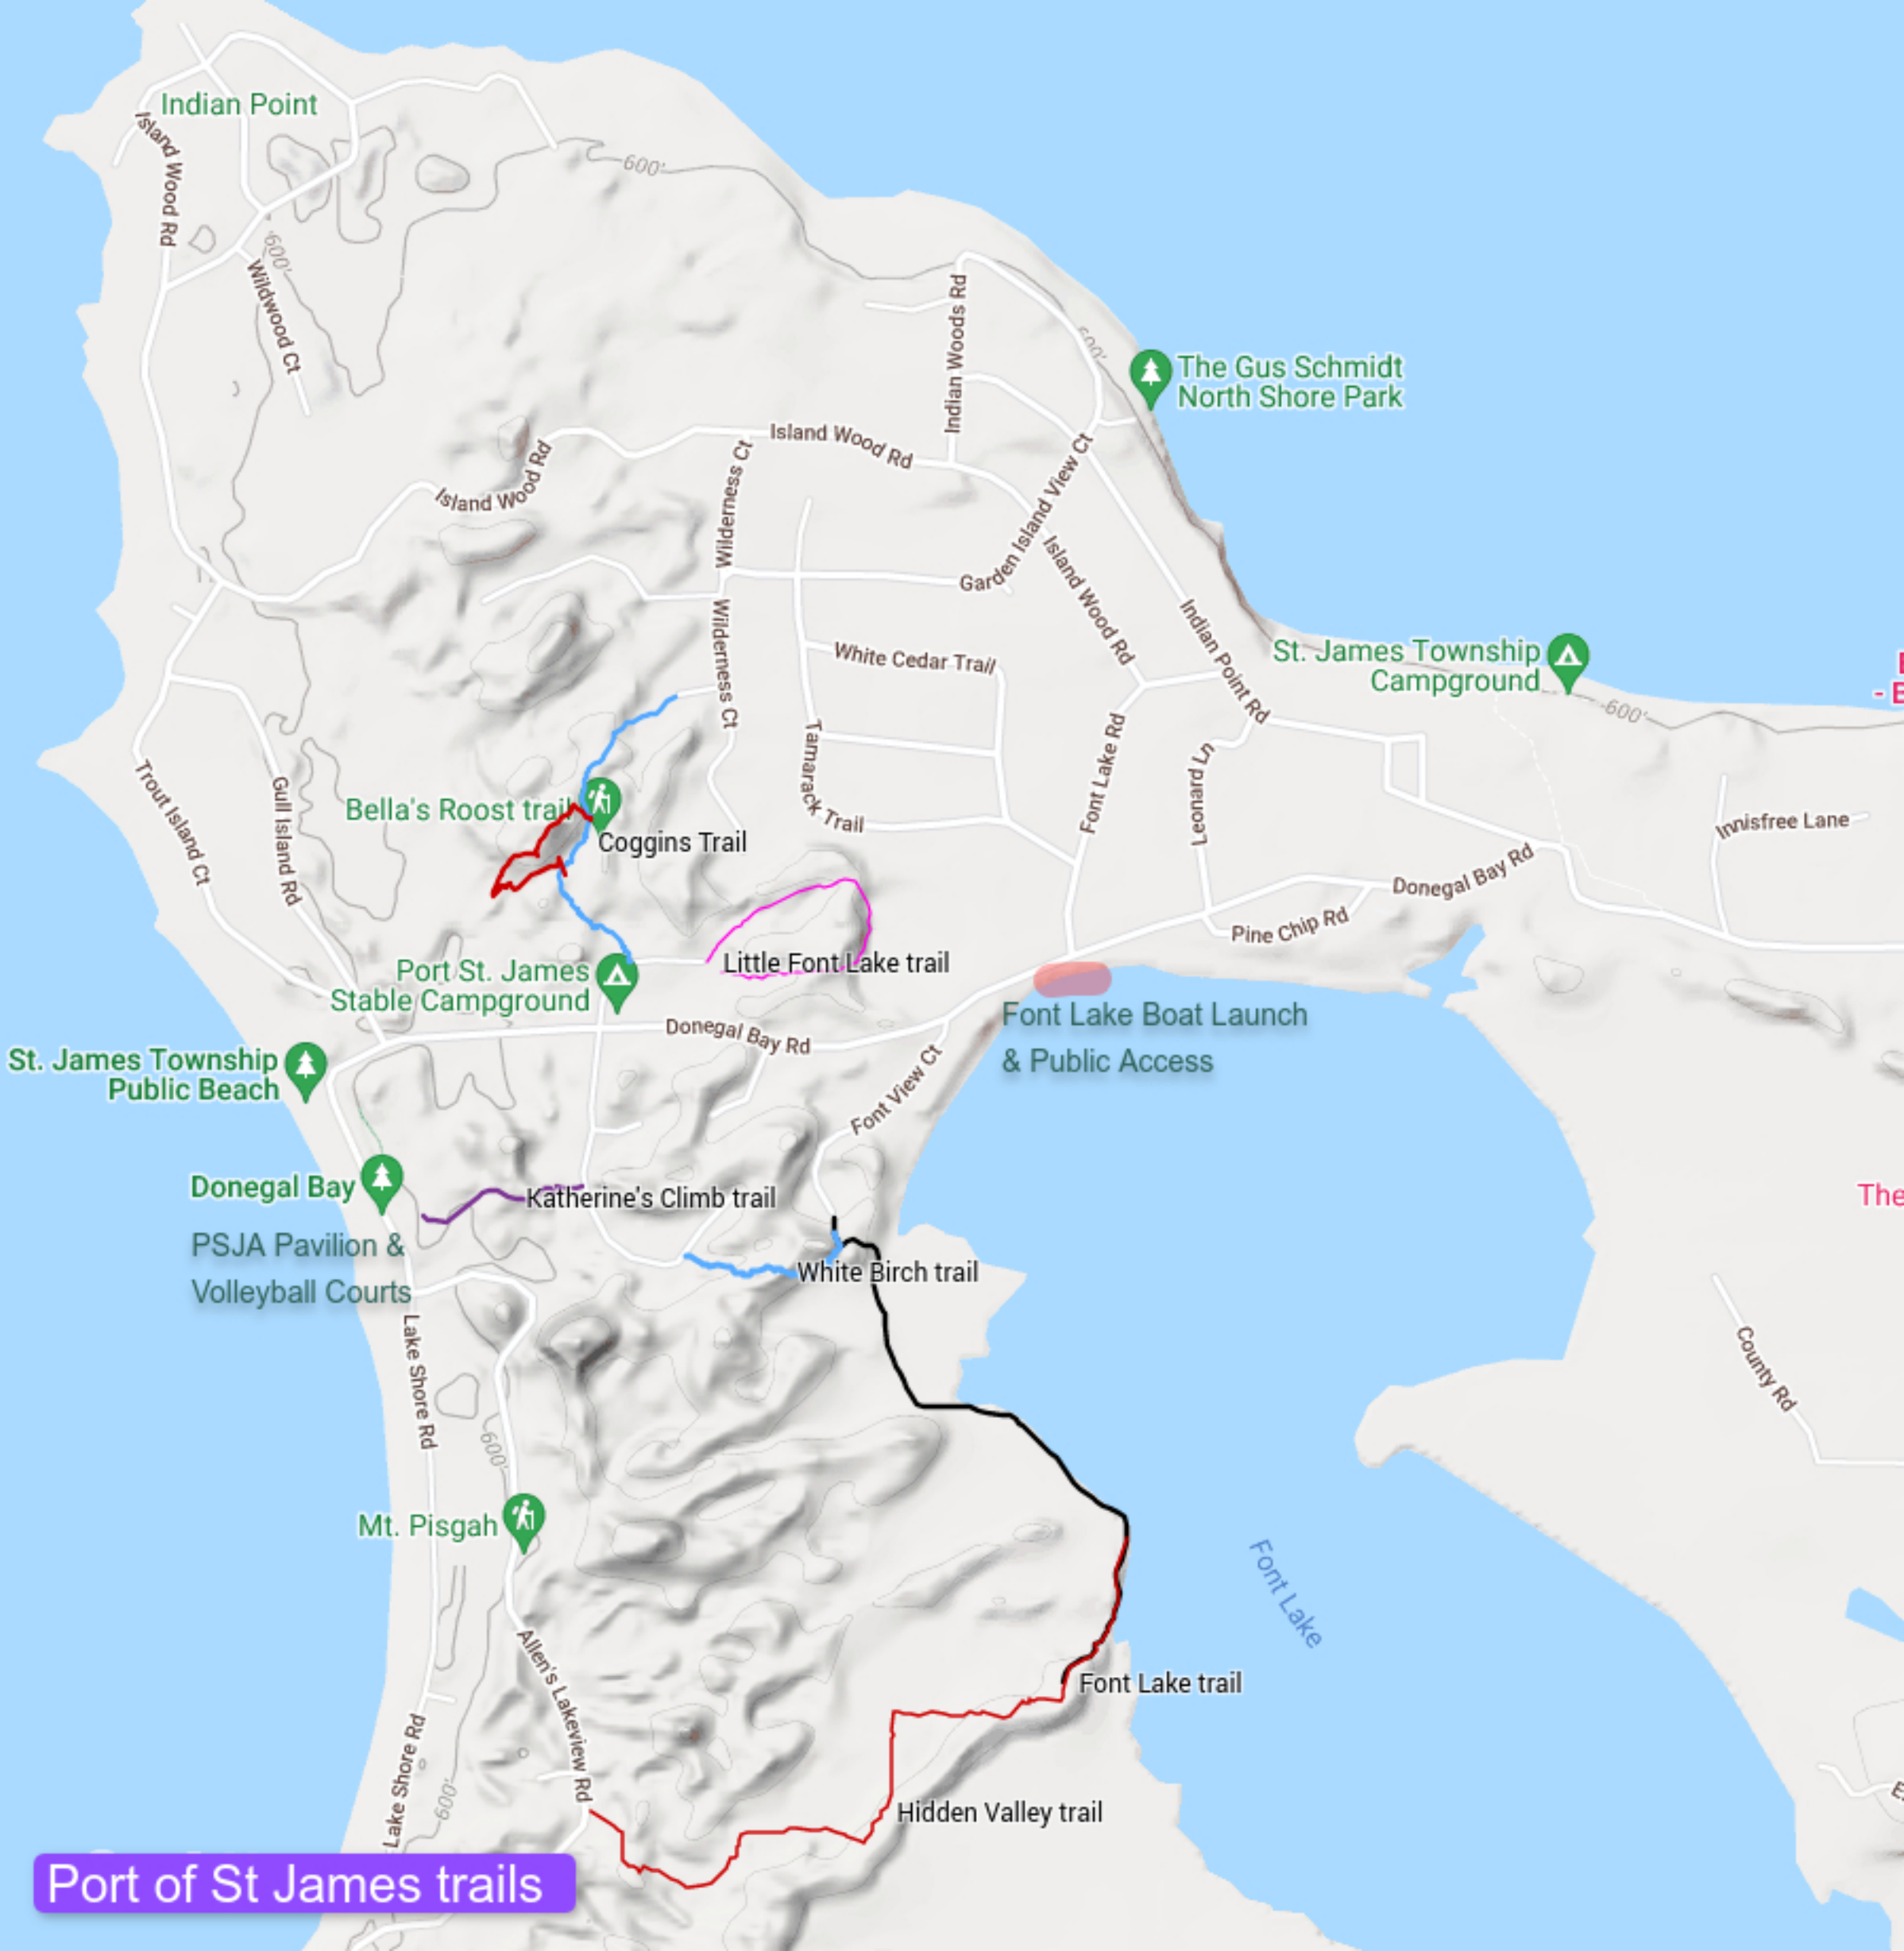 Indian Point
Island Wood Rd
600'
600'
Wildwood Ct
Indian Woods Rd
600'
The Gus Schmidt
North Shore Park
Island Wood Rd
Island Wood Rd
Wilderness Ct
Garden Island View Ct
Island Wood Rd
Wilderness Ct
Indian Point Rd
White Cedar Trail
St. James Township
Campground
600'
Trout Island Ct
Gull Island Rd
Tamarack Trail
Font Lake Rd
Leonard Ln
Innisfree Lane
Bella's Roost trail
Coggins Trail
Donegal Bay Rd
Pine Chip Rd
Little Font Lake trail
Port St. James
Stable Campground
Font Lake Boat Launch
& Public Access
Donegal Bay Rd
St. James Township
Public Beach
Font View Ct
Donegal Bay
Katherine's Climb trail
The
PSJA Pavilion &
Volleyball Courts
White Birch trail
Lake Shore Rd
County Rd
600'
Mt. Pisgah
Font Lake
Allen's Lakeview Rd
Font Lake trail
Lake Shore Rd
600'
Hidden Valley trail
Port of St James trails